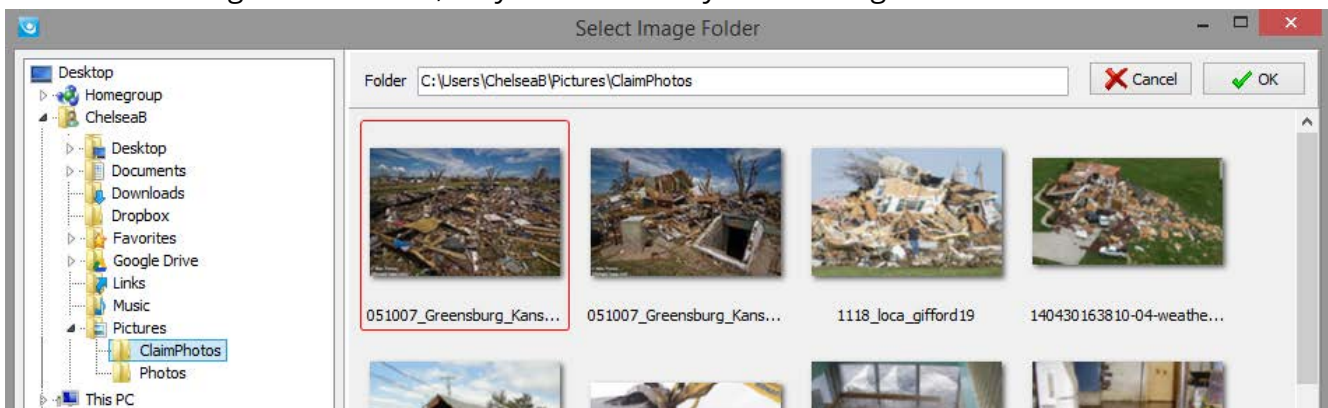 Select Image Folder
Desktop
Homegroup
ChelseaB
Desktop
Documents
Downloads
Dropbox
Favorites
Google Drive
Links
Music
Pictures
ClaimPhotos
Photos
This PC
Folder C:\Users\ChelseaB\Pictures\ClaimPhotos Cancel OK
051007_Greensburg_Kans... 051007_Greensburg_Kans... 1118_loca_gifford19 140430163810-04-weathe...